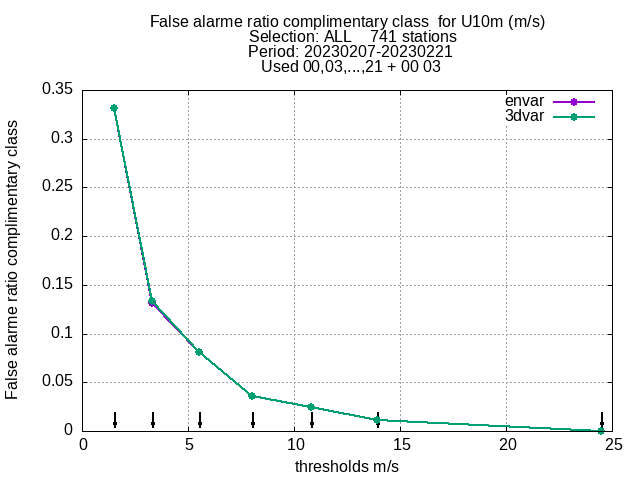 False alarme ratio complimentary class  for U10m (m/s)
Selection: ALL    741 stations
Period: 20230207-20230221
Used 00,03,...,21 + 00 03
envar
3dvar
False alarme ratio complimentary class
0.35
0.3
0.25
0.2
0.15
0.1
0.05
0
0 5 10 15 20 25
thresholds m/s